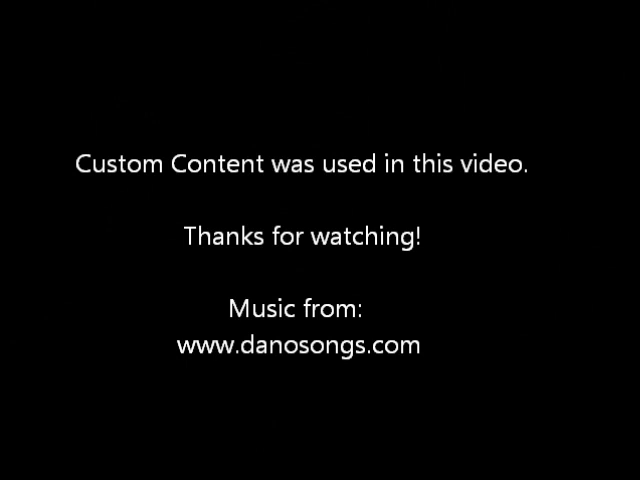 Custom Content was used in this video.
Thanks for watching!
Music from:
www.danosongs.com